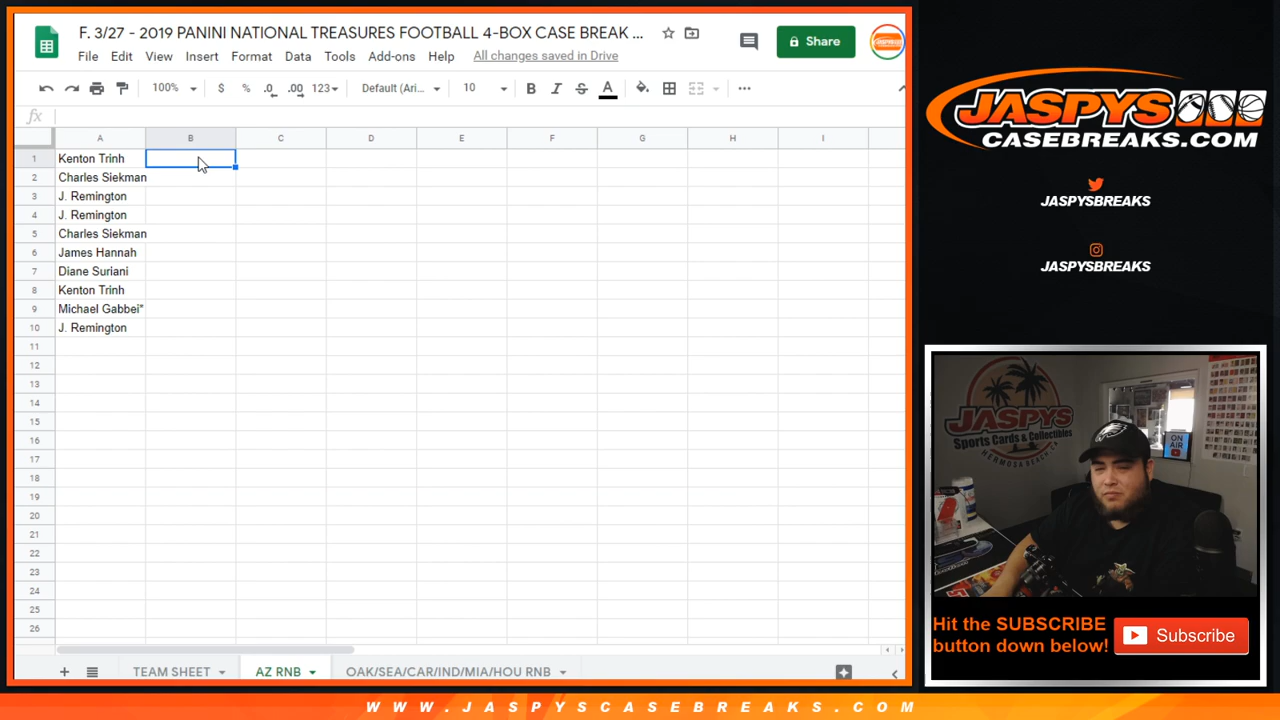 F. 3/27 - 2019 PANINI NATIONAL TREASURES FOOTBALL 4-BOX CASE BREAK ...
Share
File Edit View Insert Format Data Tools Add-ons Help All changes saved in Drive
100% $ % .0 .00 123 Default (Ari... 10 B I S A
fx
A B C D E F G H I
1 Kenton Trinh
2 Charles Siekman
3 J. Remington
4 J. Remington
5 Charles Siekman
6 James Hannah
7 Diane Suriani
8 Kenton Trinh
9 Michael Gabbei*
10 J. Remington
11
12
13
14
15
16
17
18
19
20
21
22
23
24
25
26
TEAM SHEET AZ RNB OAK/SEA/CAR/IND/MIA/HOU RNB
JASPYS
CASEBREAKS.COM
JASPYSBREAKS
JASPYSBREAKS
JASPYS
Sports Cards & Collectibles
HERMOSA BEACH, CA
ON
AIR
Hit the SUBSCRIBE
button down below!
Subscribe
WWW.JASPYSCASEBREAKS.COM